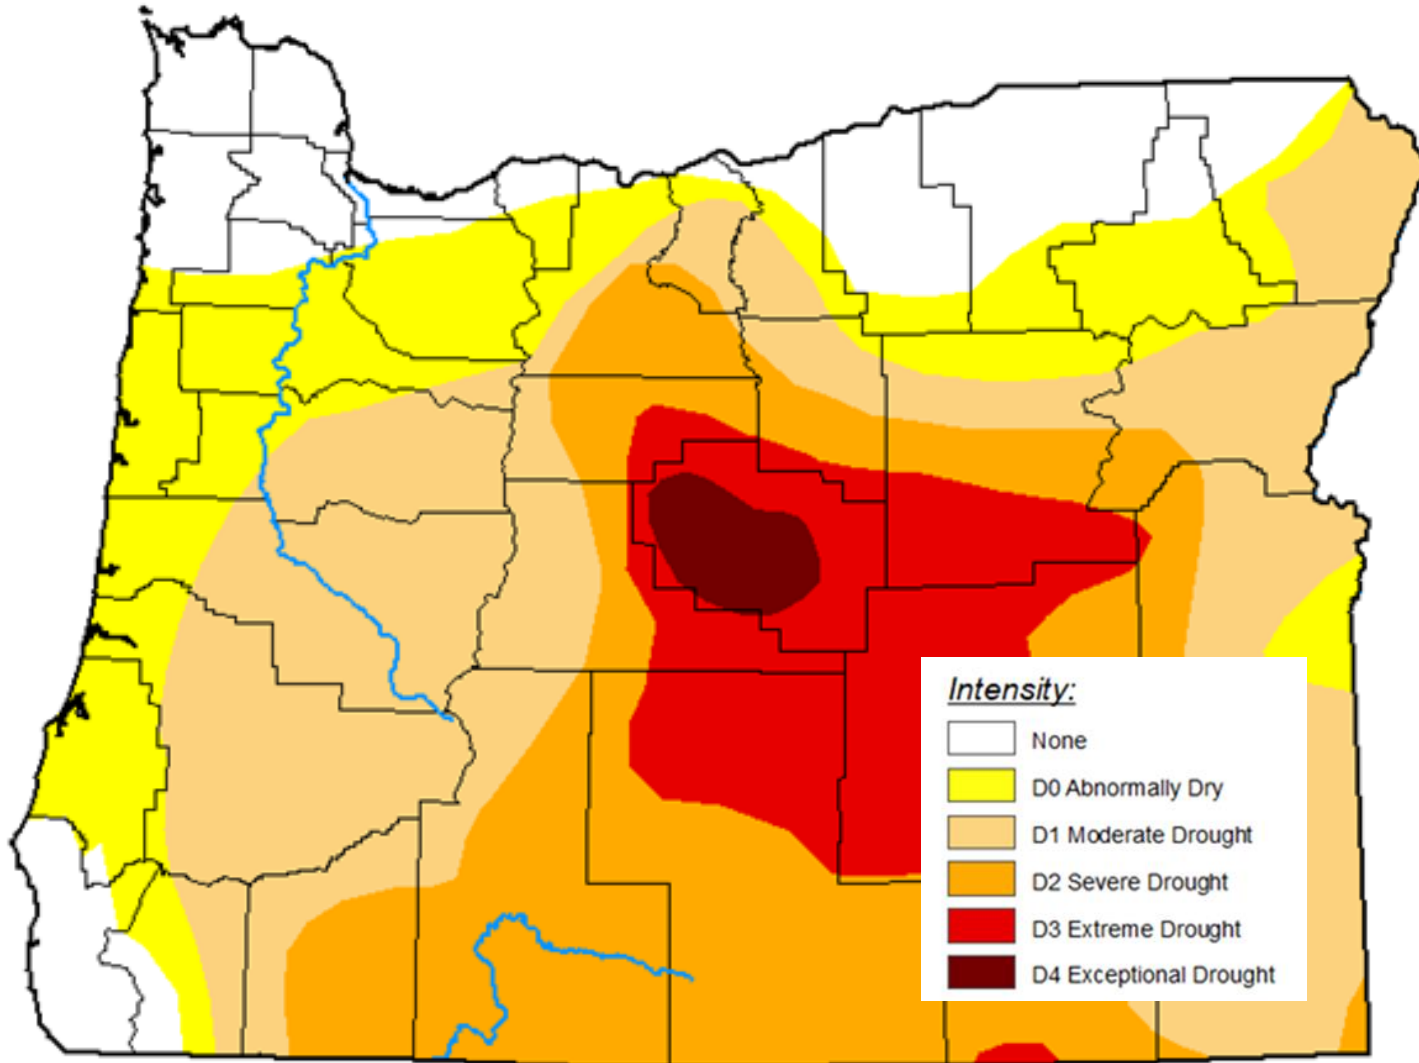 Intensity:
None
D0 Abnormally Dry
D1 Moderate Drought
D2 Severe Drought
D3 Extreme Drought
D4 Exceptional Drought